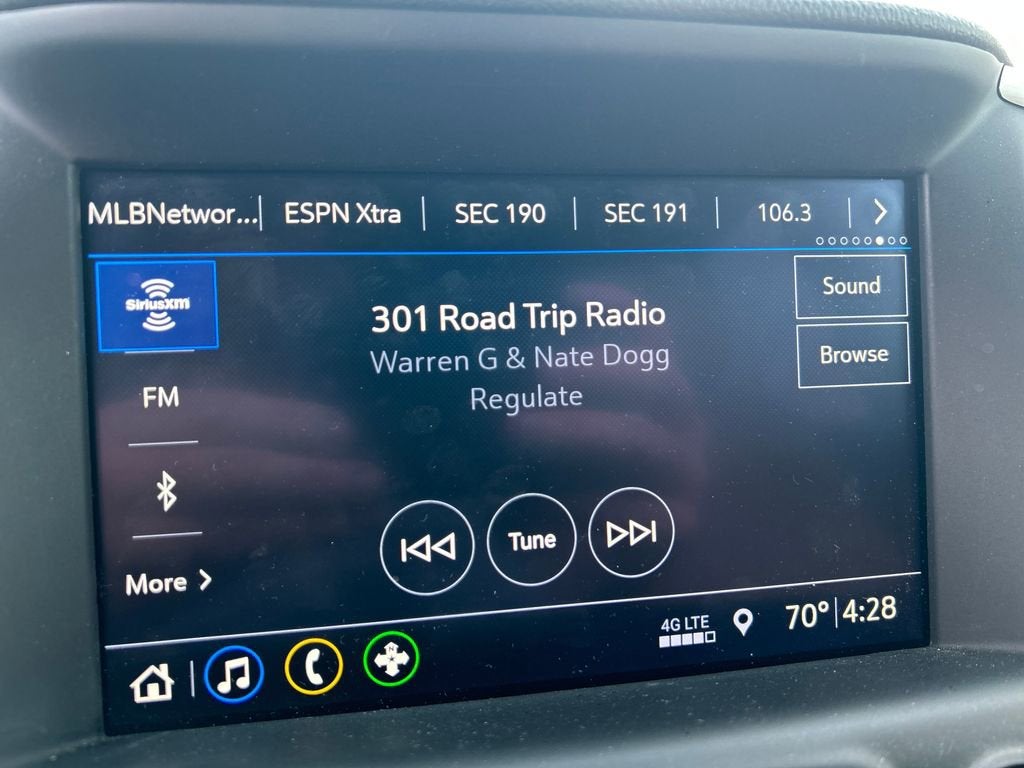 MLBNetwor... ESPN Xtra SEC 190 SEC 191 106.3
Sound
SiriusXM
301 Road Trip Radio
Warren G & Nate Dogg
Browse
FM
Regulate
Tune
More
4G LTE
70° 4:28
N